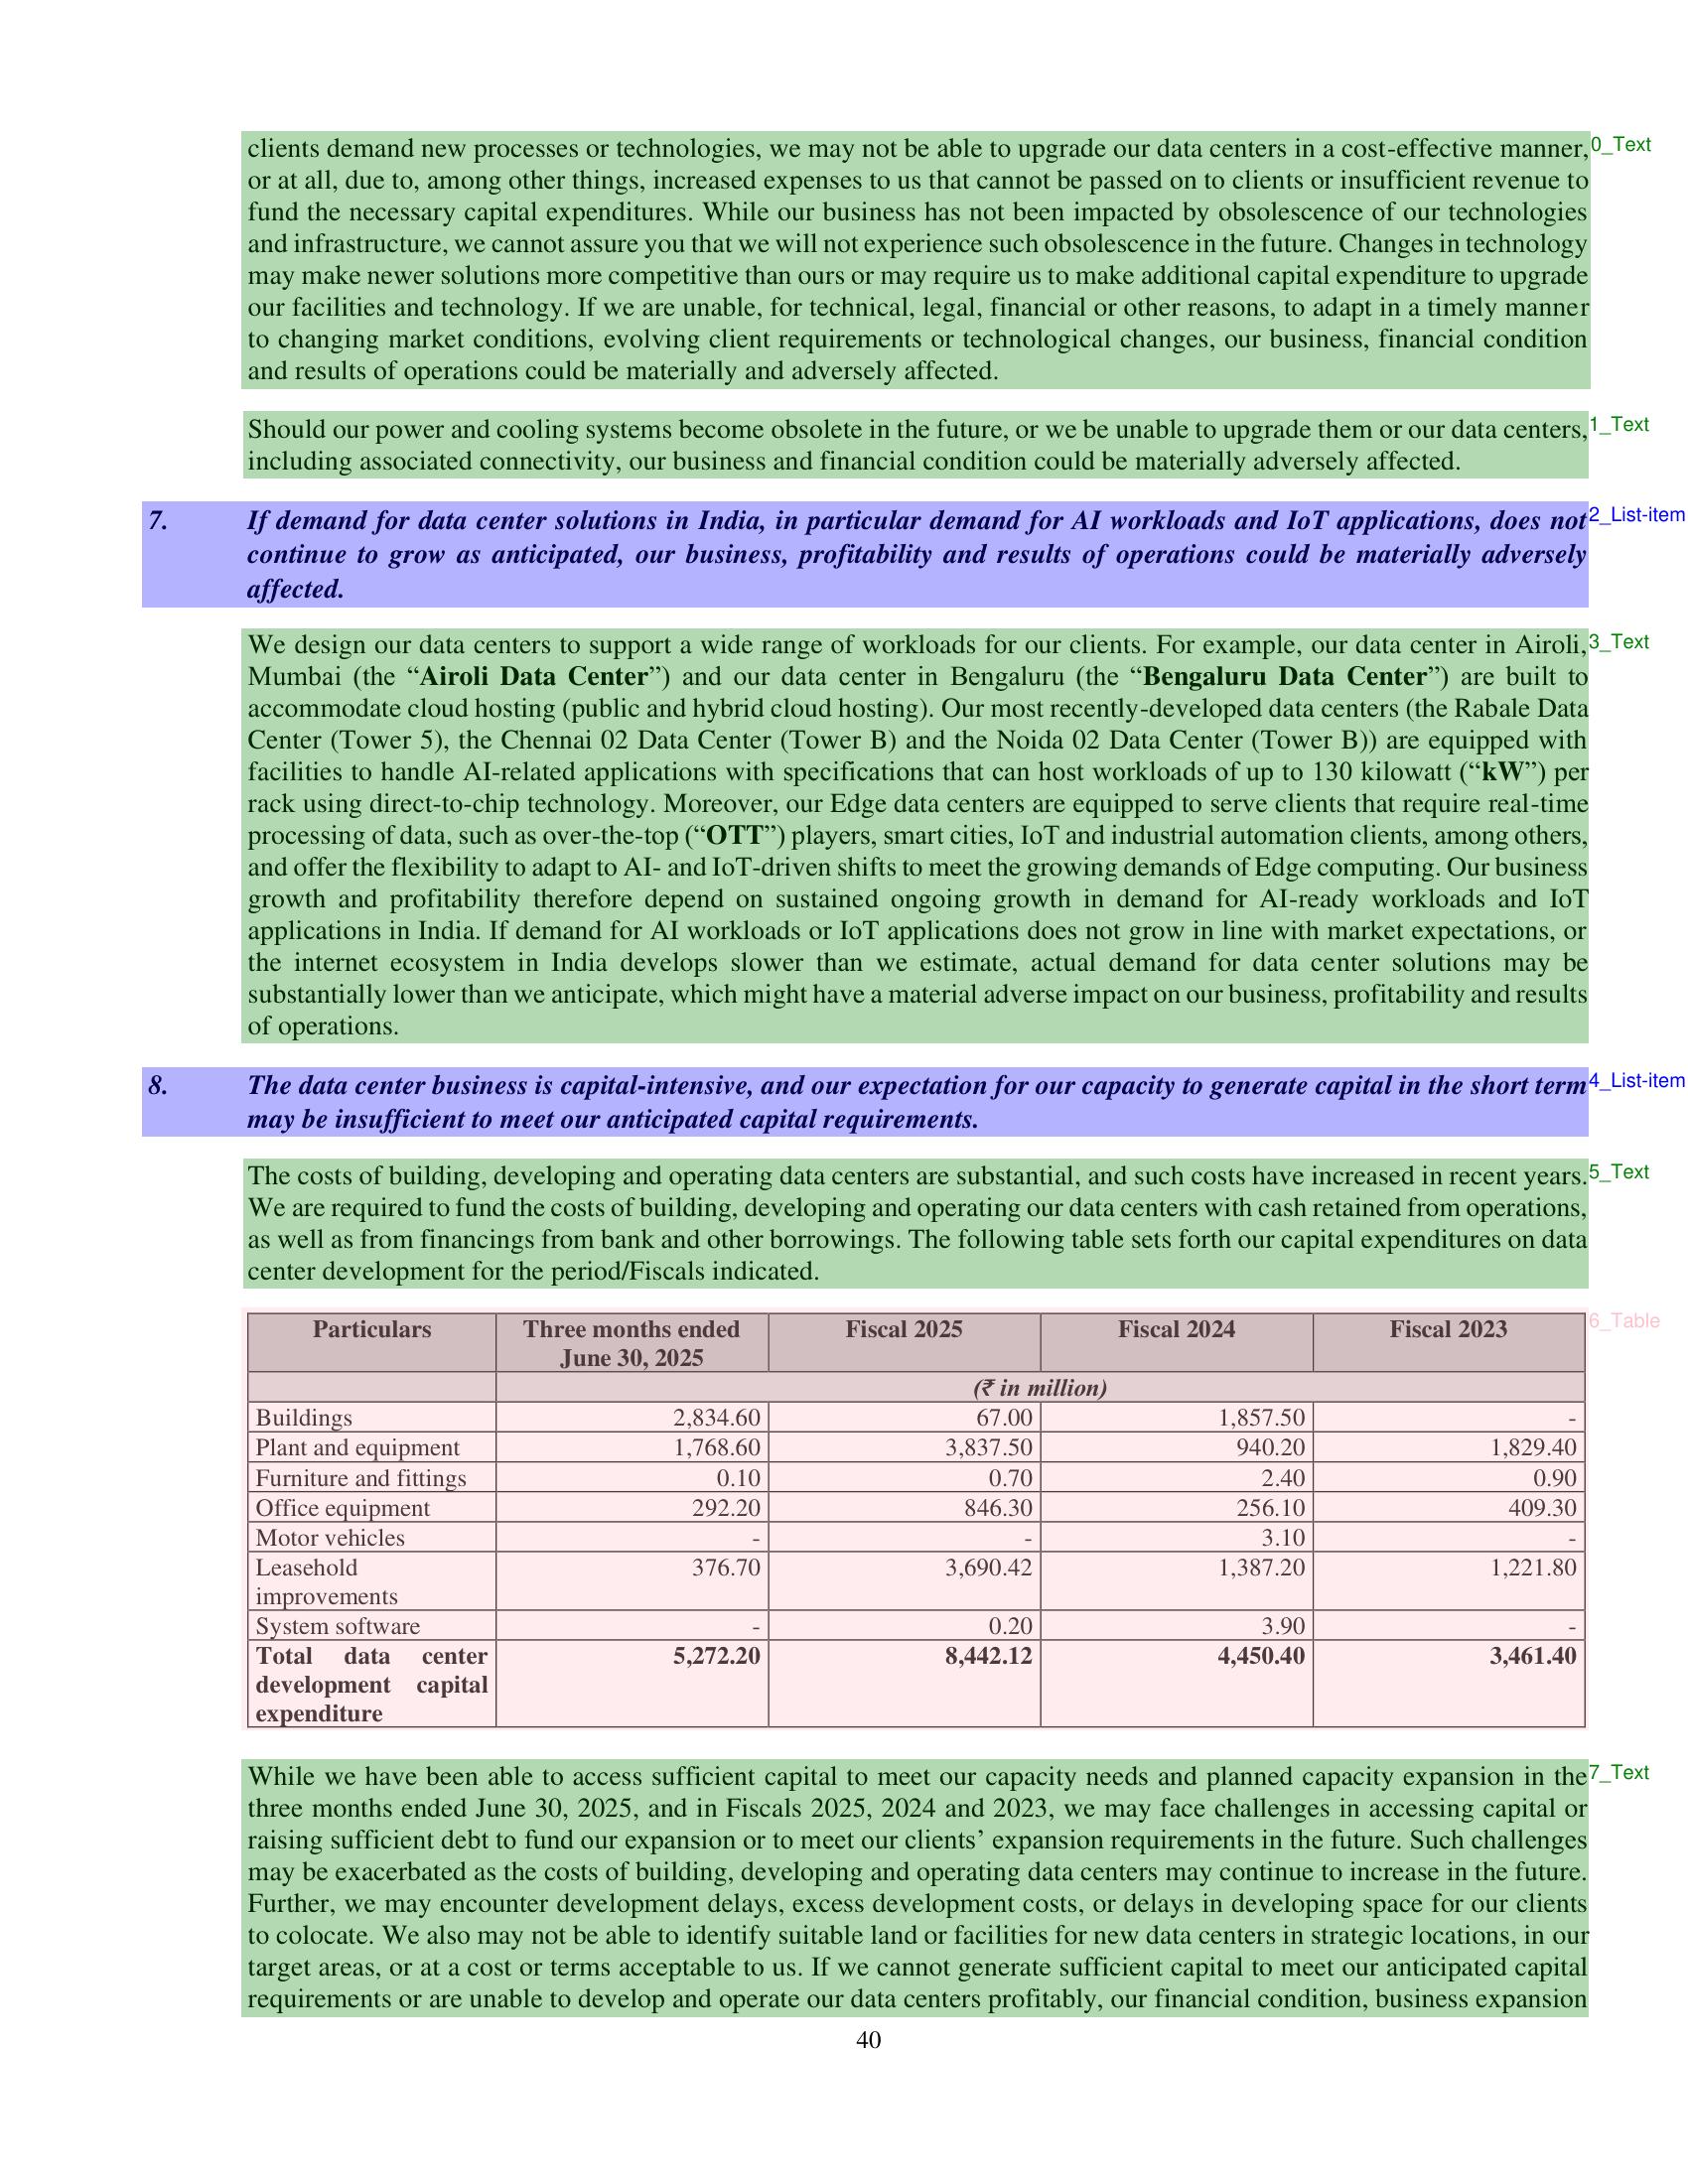 clients demand new processes or technologies, we may not be able to upgrade our data centers in a cost-effective manner,
0_Text
or at all, due to, among other things, increased expenses to us that cannot be passed on to clients or insufficient revenue to
fund the necessary capital expenditures. While our business has not been impacted by obsolescence of our technologies
and infrastructure, we cannot assure you that we will not experience such obsolescence in the future. Changes in technology
may make newer solutions more competitive than ours or may require us to make additional capital expenditure to upgrade
our facilities and technology. If we are unable, for technical, legal, financial or other reasons, to adapt in a timely manner
to changing market conditions, evolving client requirements or technological changes, our business, financial condition
and results of operations could be materially and adversely affected.
Should our power and cooling systems become obsolete in the future, or we be unable to upgrade them or our data centers,
1_Text
including associated connectivity, our business and financial condition could be materially adversely affected.
7. If demand for data center solutions in India, in particular demand for AI workloads and IoT applications, does not
2_List-item
continue to grow as anticipated, our business, profitability and results of operations could be materially adversely
affected.
We design our data centers to support a wide range of workloads for our clients. For example, our data center in Airoli,
3_Text
Mumbai (the “Airoli Data Center”) and our data center in Bengaluru (the “Bengaluru Data Center”) are built to
accommodate cloud hosting (public and hybrid cloud hosting). Our most recently-developed data centers (the Rabale Data
Center (Tower 5), the Chennai 02 Data Center (Tower B) and the Noida 02 Data Center (Tower B)) are equipped with
facilities to handle AI-related applications with specifications that can host workloads of up to 130 kilowatt (“kW”) per
rack using direct-to-chip technology. Moreover, our Edge data centers are equipped to serve clients that require real-time
processing of data, such as over-the-top (“OTT”) players, smart cities, IoT and industrial automation clients, among others,
and offer the flexibility to adapt to AI- and IoT-driven shifts to meet the growing demands of Edge computing. Our business
growth and profitability therefore depend on sustained ongoing growth in demand for AI-ready workloads and IoT
applications in India. If demand for AI workloads or IoT applications does not grow in line with market expectations, or
the internet ecosystem in India develops slower than we estimate, actual demand for data center solutions may be
substantially lower than we anticipate, which might have a material adverse impact on our business, profitability and results
of operations.
8. The data center business is capital-intensive, and our expectation for our capacity to generate capital in the short term
4_List-item
may be insufficient to meet our anticipated capital requirements.
The costs of building, developing and operating data centers are substantial, and such costs have increased in recent years.
5_Text
We are required to fund the costs of building, developing and operating our data centers with cash retained from operations,
as well as from financings from bank and other borrowings. The following table sets forth our capital expenditures on data
center development for the period/Fiscals indicated.
6_Table
Particulars Three months ended Fiscal 2025 Fiscal 2024 Fiscal 2023
June 30, 2025
(₹ in million)
Buildings 2,834.60 67.00 1,857.50 -
Plant and equipment 1,768.60 3,837.50 940.20 1,829.40
Furniture and fittings 0.10 0.70 2.40 0.90
Office equipment 292.20 846.30 256.10 409.30
Motor vehicles - - 3.10 -
Leasehold 376.70 3,690.42 1,387.20 1,221.80
improvements
System software - 0.20 3.90 -
Total data center 5,272.20 8,442.12 4,450.40 3,461.40
development capital
expenditure
While we have been able to access sufficient capital to meet our capacity needs and planned capacity expansion in the
7_Text
three months ended June 30, 2025, and in Fiscals 2025, 2024 and 2023, we may face challenges in accessing capital or
raising sufficient debt to fund our expansion or to meet our clients’ expansion requirements in the future. Such challenges
may be exacerbated as the costs of building, developing and operating data centers may continue to increase in the future.
Further, we may encounter development delays, excess development costs, or delays in developing space for our clients
to colocate. We also may not be able to identify suitable land or facilities for new data centers in strategic locations, in our
target areas, or at a cost or terms acceptable to us. If we cannot generate sufficient capital to meet our anticipated capital
requirements or are unable to develop and operate our data centers profitably, our financial condition, business expansion
40